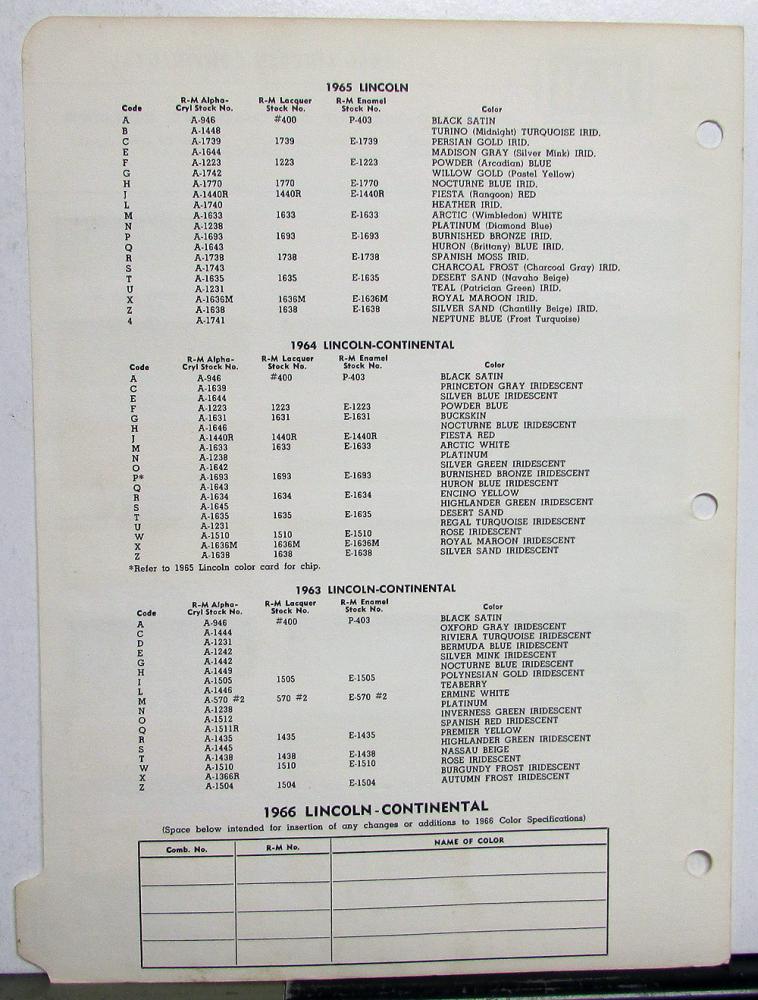 1965 LINCOLN
Code R-M Alpha-Cryl Stock No. R-M Lacquer Stock No. R-M Enamel Stock No. Color
A A-946 #400 P-403 BLACK SATIN
B A-1448 TURINO (Midnight) TURQUOISE IRID.
C A-1739 1739 E-1739 PERSIAN GOLD IRID.
E A-1644 MADISON GRAY (Silver Mink) IRID.
F A-1223 1223 E-1223 POWDER (Arcadian) BLUE
G A-1742 WILLOW GOLD (Pastel Yellow)
H A-1770 1770 E-1770 NOCTURNE BLUE IRID.
J A-1440R 1440R E-1440R FIESTA (Rangoon) RED
L A-1740 HEATHER IRID.
M A-1633 1633 E-1633 ARCTIC (Wimbledon) WHITE
N A-1238 PLATINUM (Diamond Blue)
P A-1693 1693 E-1693 BURNISHED BRONZE IRID.
Q A-1643 HURON (Brittany) BLUE IRID.
R A-1738 1738 E-1738 SPANISH MOSS IRID.
S A-1743 CHARCOAL FROST (Charcoal Gray) IRID.
T A-1635 1635 E-1635 DESERT SAND (Navaho Beige)
U A-1231 TEAL (Patrician Green) IRID.
X A-1636M 1636M E-1636M ROYAL MAROON IRID.
Z A-1638 1638 E-1638 SILVER SAND (Chantilly Beige) IRID.
4 A-1741 NEPTUNE BLUE (Frost Turquoise)
1964 LINCOLN-CONTINENTAL
Code R-M Alpha-Cryl Stock No. R-M Lacquer Stock No. R-M Enamel Stock No. Color
A A-946 #400 P-403 BLACK SATIN
C A-1639 PRINCETON GRAY IRIDESCENT
E A-1644 SILVER BLUE IRIDESCENT
F A-1223 1223 E-1223 POWDER BLUE
G A-1631 1631 E-1631 BUCKSKIN
H A-1646 NOCTURNE BLUE IRIDESCENT
J A-1440R 1440R E-1440R FIESTA RED
M A-1633 1633 E-1633 ARCTIC WHITE
N A-1238 PLATINUM
O A-1642 SILVER GREEN IRIDESCENT
P* A-1693 1693 E-1693 BURNISHED BRONZE IRIDESCENT
Q A-1643 HURON BLUE IRIDESCENT
R A-1634 1634 E-1634 ENCINO YELLOW
S A-1645 HIGHLANDER GREEN IRIDESCENT
T A-1635 1635 E-1635 DESERT SAND
U A-1231 REGAL TURQUOISE IRIDESCENT
W A-1510 1510 E-1510 ROSE IRIDESCENT
X A-1636M 1636M E-1636M ROYAL MAROON IRIDESCENT
Z A-1638 1638 E-1638 SILVER SAND IRIDESCENT
*Refer to 1965 Lincoln color card for chip.
1963 LINCOLN-CONTINENTAL
Code R-M Alpha-Cryl Stock No. R-M Lacquer Stock No. R-M Enamel Stock No. Color
A A-946 #400 P-403 BLACK SATIN
C A-1444 OXFORD GRAY IRIDESCENT
D A-1231 RIVIERA TURQUOISE IRIDESCENT
E A-1242 BERMUDA BLUE IRIDESCENT
G A-1442 SILVER MINK IRIDESCENT
H A-1449 NOCTURNE BLUE IRIDESCENT
I A-1505 1505 E-1505 POLYNESIAN GOLD IRIDESCENT
L A-1446 TEABERRY
M A-570 #2 570 #2 E-570 #2 ERMINE WHITE
N A-1238 PLATINUM
O A-1512 INVERNESS GREEN IRIDESCENT
Q A-1511R SPANISH RED IRIDESCENT
R A-1435 1435 E-1435 PREMIER YELLOW
S A-1445 HIGHLANDER GREEN IRIDESCENT
T A-1438 1438 E-1438 NASSAU BEIGE
W A-1510 1510 E-1510 ROSE IRIDESCENT
X A-1366R BURGUNDY FROST IRIDESCENT
Z A-1504 1504 E-1504 AUTUMN FROST IRIDESCENT
1966 LINCOLN-CONTINENTAL
(Space below intended for insertion of any changes or additions to 1966 Color Specifications)
Comb. No. R-M No. NAME OF COLOR